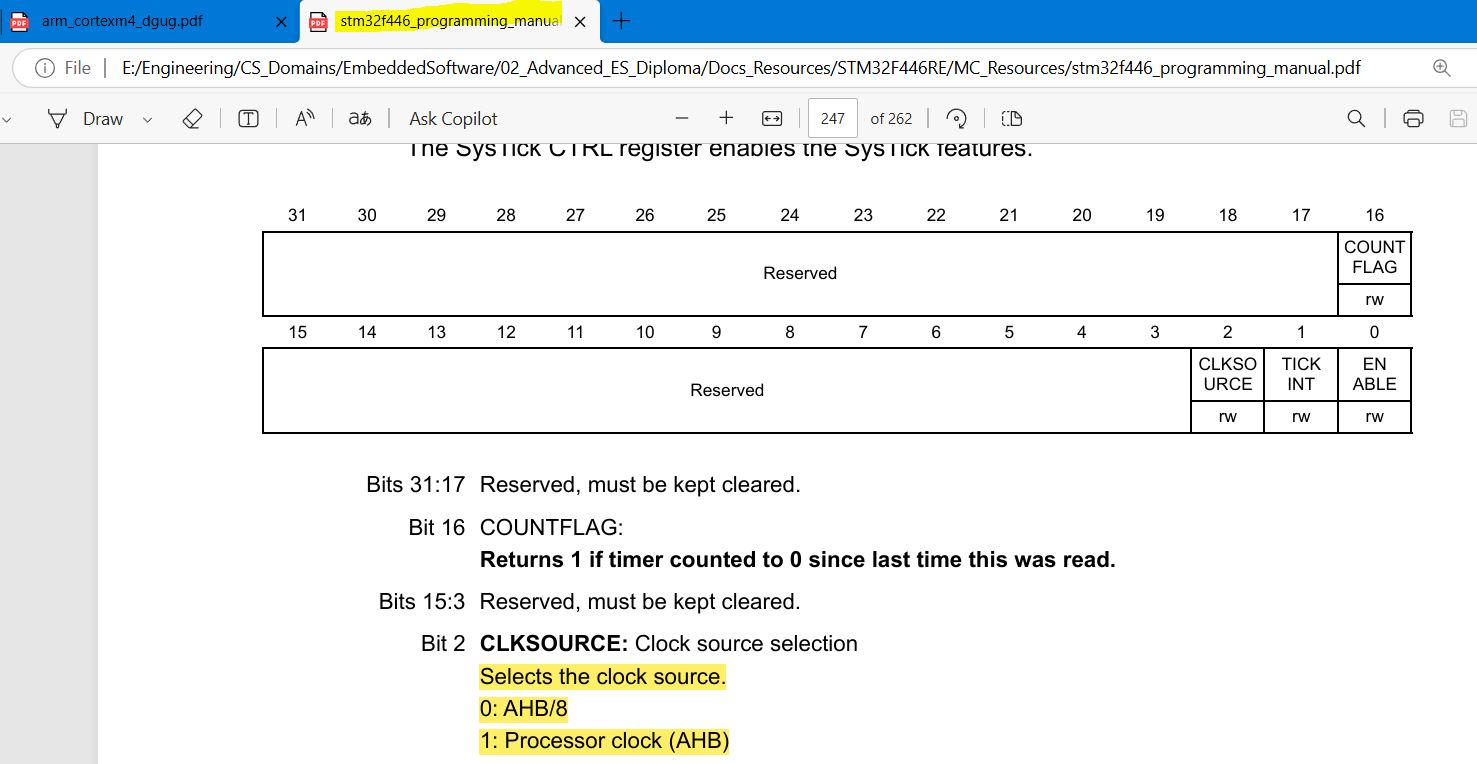 arm_cortexm4_dgug.pdf
stm32f446_programming_manual
File
E:/Engineering/CS_Domains/EmbeddedSoftware/02_Advanced_ES_Diploma/Docs_Resources/STM32F446RE/MC_Resources/stm32f446_programming_manual.pdf
Draw
aあ
Ask Copilot
247 of 262
The SysTick CTRL register enables the SysTick features.
31 30 29 28 27 26 25 24 23 22 21 20 19 18 17 16
Reserved
COUNT
FLAG
rw
15 14 13 12 11 10 9 8 7 6 5 4 3 2 1 0
Reserved
CLKSO
URCE
TICK
INT
EN
ABLE
rw rw rw
Bits 31:17 Reserved, must be kept cleared.
Bit 16 COUNTFLAG:
Returns 1 if timer counted to 0 since last time this was read.
Bits 15:3 Reserved, must be kept cleared.
Bit 2 CLKSOURCE: Clock source selection
Selects the clock source.
0: AHB/8
1: Processor clock (AHB)